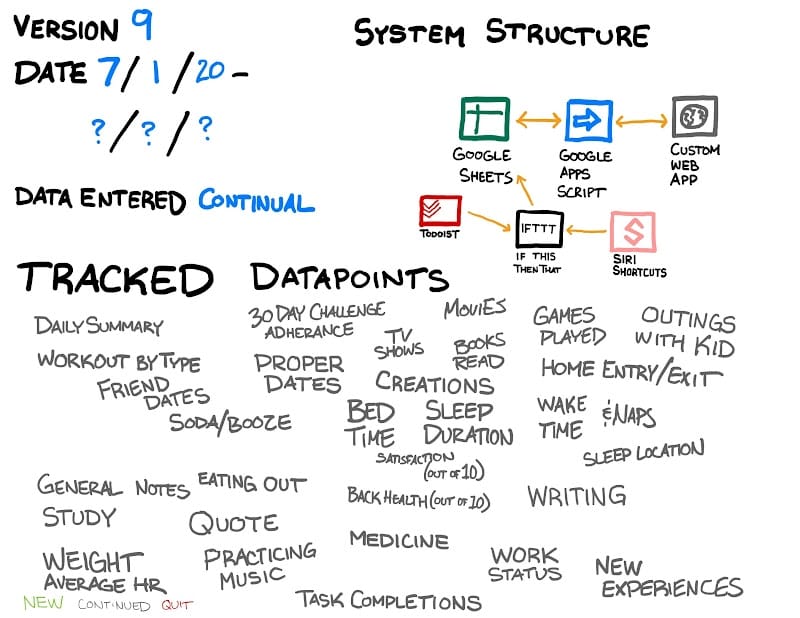 VERSION 9
DATE 7/1/20 -
?/?/?
DATA ENTERED CONTINUAL
SYSTEM STRUCTURE
GOOGLE
SHEETS
GOOGLE
APPS
SCRIPT
CUSTOM
WEB
APP
TODOIST
IFTTT
IF THIS
THEN THAT
S
SIRI
SHORTCUTS
TRACKED DATAPOINTS
DAILY SUMMARY
30 DAY CHALLENGE
ADHERANCE
MOVIES
GAMES
PLAYED
OUTINGS
WITH KID
WORKOUT BY TYPE
PROPER
DATES
TV
SHOWS
BOOKS
READ
HOME ENTRY/EXIT
FRIEND
DATES
CREATIONS
SODA/BOOZE
BED
TIME
SLEEP
DURATION
WAKE
TIME
& NAPS
SATISFACTION
(OUT OF 10)
SLEEP LOCATION
GENERAL NOTES
EATING OUT
BACK HEALTH (OUT OF 10)
WRITING
STUDY
QUOTE
MEDICINE
WEIGHT
AVERAGE HR
PRACTICING
MUSIC
WORK
STATUS
NEW
EXPERIENCES
TASK COMPLETIONS
NEW CONTINUED QUIT